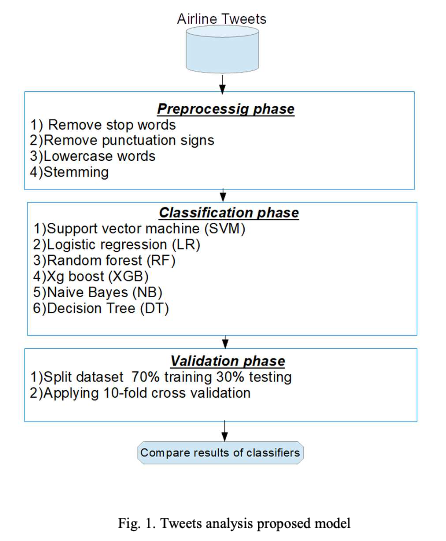 Airline Tweets
Preprocessig phase
1) Remove stop words
2)Remove punctuation signs
3)Lowercase words
4)Stemming
Classification phase
1)Support vector machine (SVM)
2)Logistic regression (LR)
3)Random forest (RF)
4)Xg boost (XGB)
5)Naive Bayes (NB)
6)Decision Tree (DT)
Validation phase
1)Split dataset 70% training 30% testing
2)Applying 10-fold cross validation
Compare results of classifiers
Fig. 1. Tweets analysis proposed model